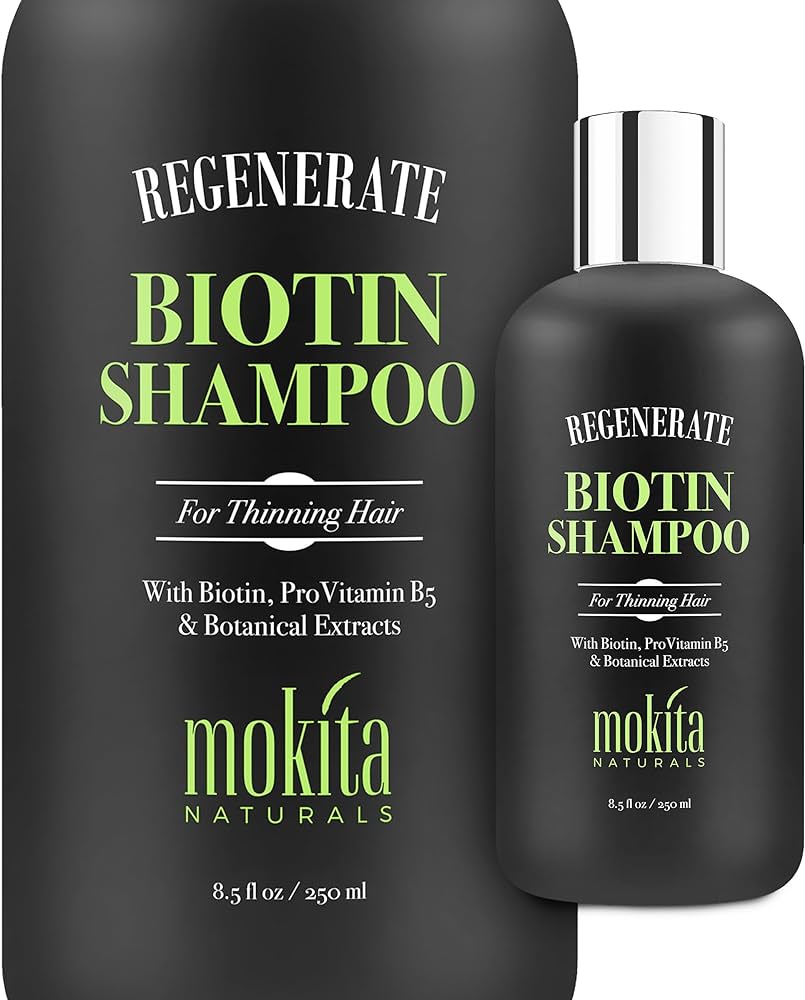 REGENERATE
BIOTIN
SHAMPOO
For Thinning Hair
With Biotin, ProVitamin B5
& Botanical Extracts
mokita
NATURALS
8.5 fl oz / 250 ml
REGENERATE
BIOTIN
SHAMPOO
For Thinning Hair
With Biotin, ProVitamin B5
& Botanical Extracts
mokita
NATURALS
8.5 fl oz / 250 ml